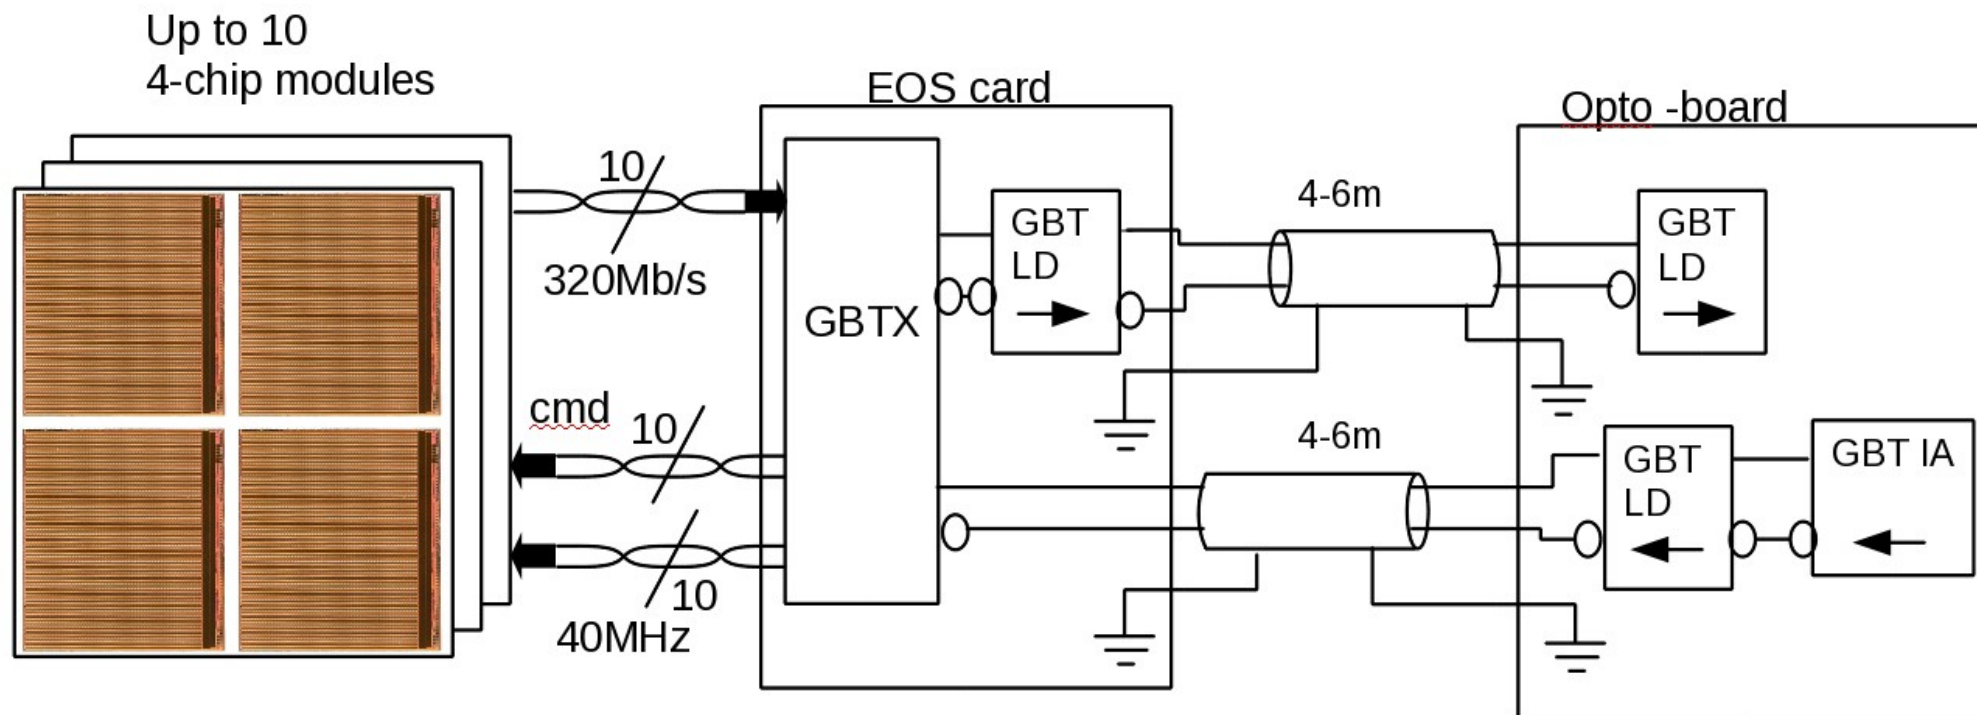 Up to 10
4-chip modules
EOS card
Opto -board
10
320Mb/s
GBTX
GBT
LD
4-6m
GBT
LD
cmd
10
10
40MHz
4-6m
GBT
LD
GBT IA